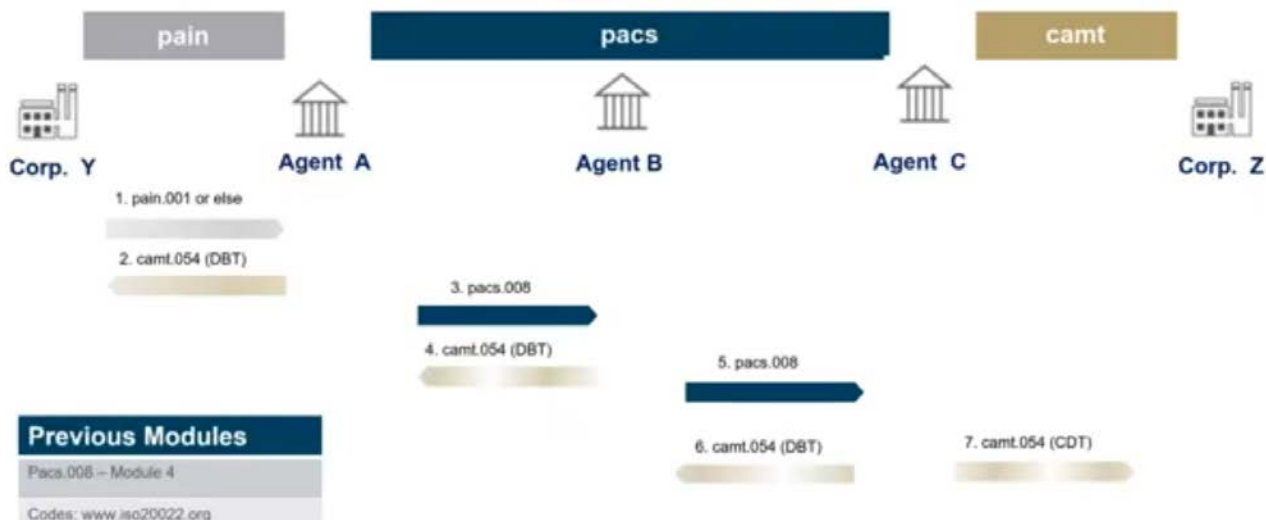 pain
pacs
camt
Corp. Y
Agent A
Agent B
Agent C
Corp. Z
1. pain.001 or else
2. camt.054 (DBT)
3. pacs.008
4. camt.054 (DBT)
5. pacs.008
6. camt.054 (DBT)
7. camt.054 (CDT)
Previous Modules
Pacs.008 – Module 4
Codes: www.iso20022.org